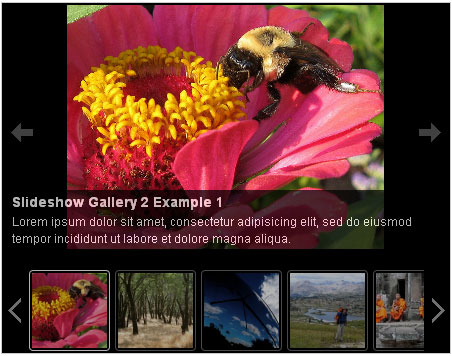 Slideshow Gallery 2 Example 1
Lorem ipsum dolor sit amet, consectetur adipisicing elit, sed do eiusmod
tempor incididunt ut labore et dolore magna aliqua.